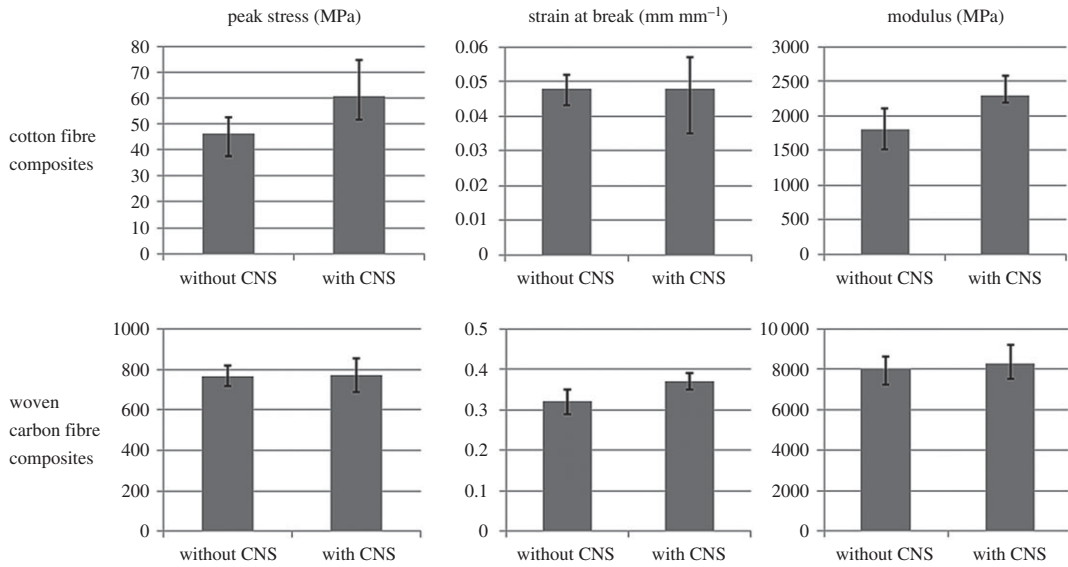 peak stress (MPa)
strain at break (mm mm⁻¹)
modulus (MPa)
cotton fibre
composites
80
70
60
50
40
30
20
10
0
without CNS
with CNS
0.06
0.05
0.04
0.03
0.02
0.01
0
without CNS
with CNS
3000
2500
2000
1500
1000
500
0
without CNS
with CNS
woven
carbon fibre
composites
1000
800
600
400
200
0
without CNS
with CNS
0.5
0.4
0.3
0.2
0.1
0
without CNS
with CNS
10 000
8000
6000
4000
2000
0
without CNS
with CNS